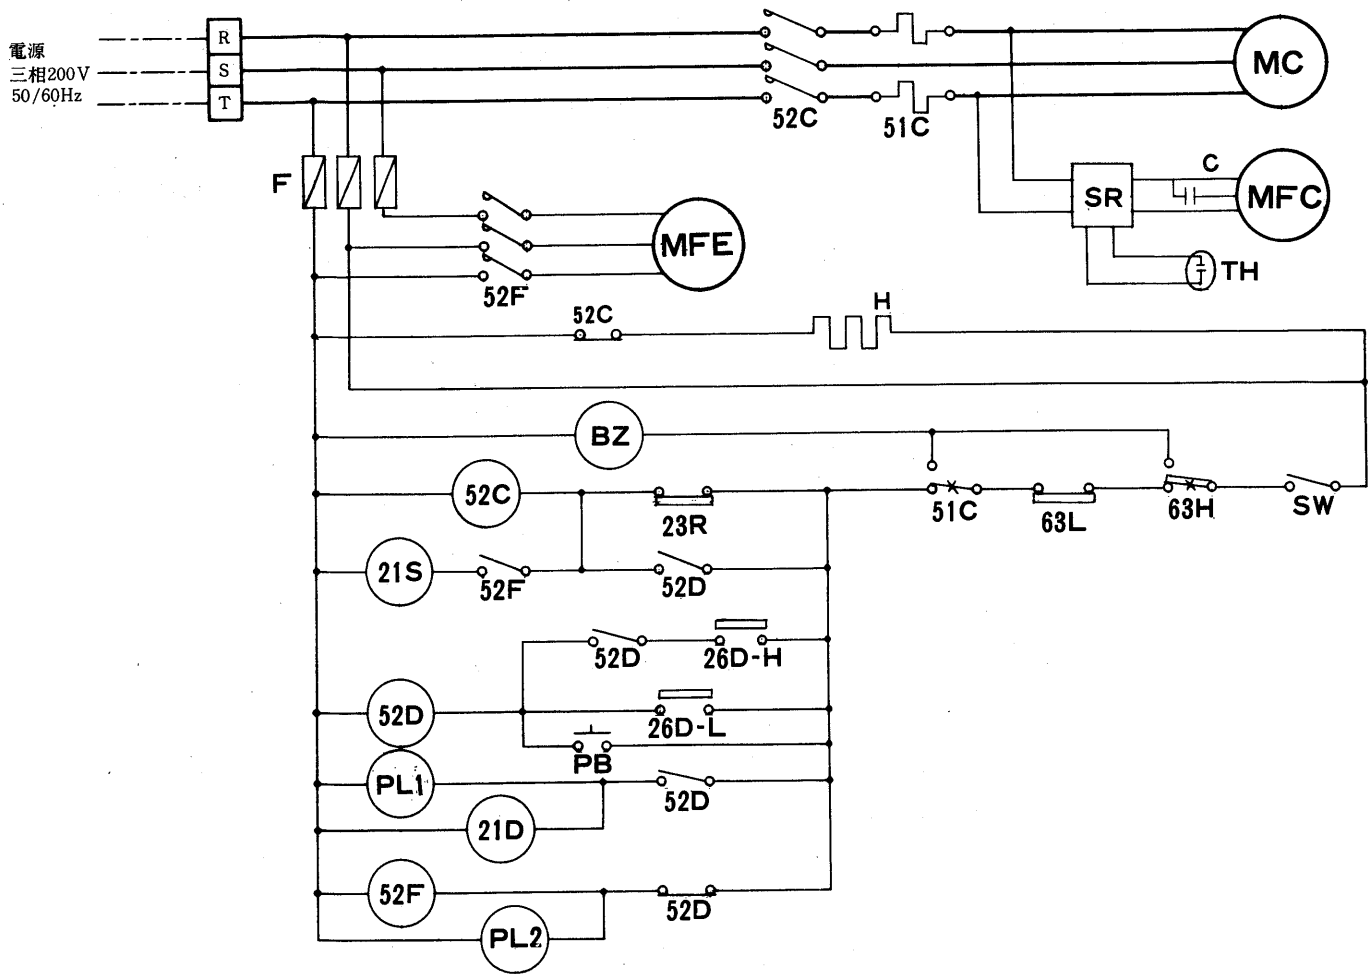 電源
三相200V
50/60Hz
R
S
T
52C
51C
MC
F
52F
MFE
SR
C
MFC
TH
52C
H
BZ
52C
23R
51C
63L
63H
SW
21S
52F
52D
52D
26D-H
52D
26D-L
PB
PL1
52D
21D
52F
52D
PL2